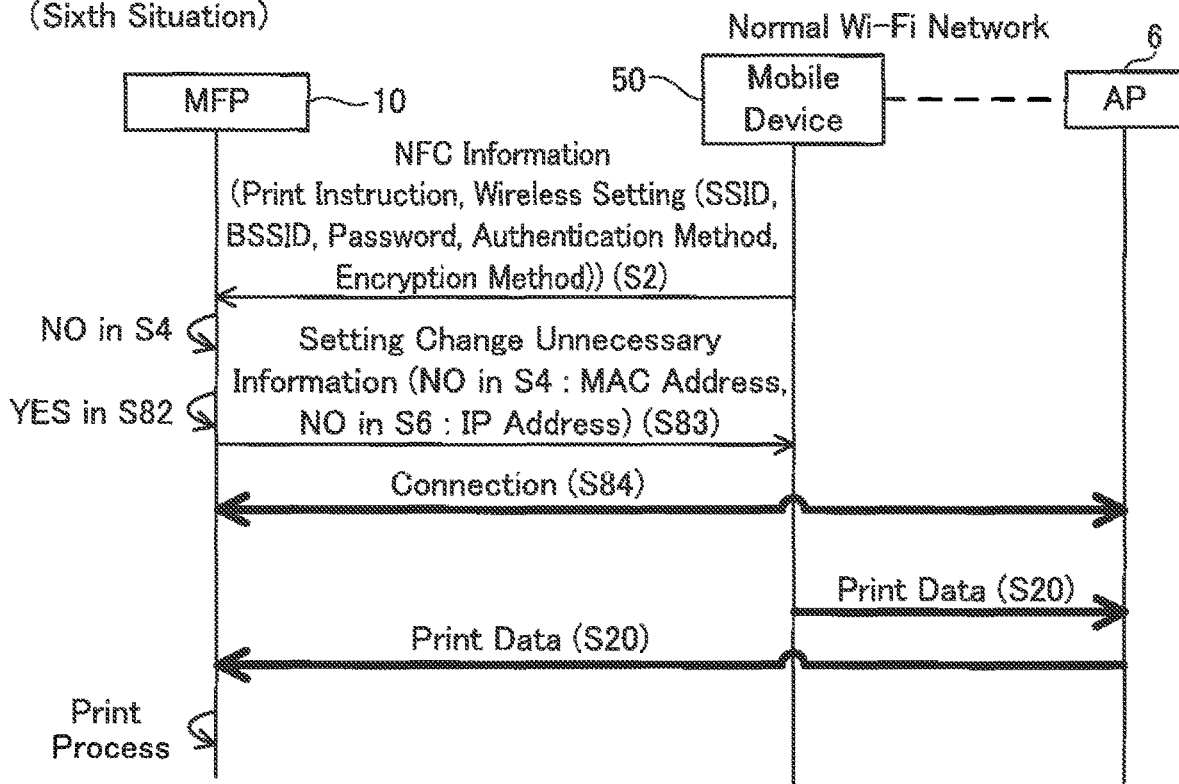 (Sixth Situation)
Normal Wi-Fi Network
6
MFP
10
50
Mobile
Device
AP
NFC Information
(Print Instruction, Wireless Setting (SSID,
BSSID, Password, Authentication Method,
Encryption Method)) (S2)
NO in S4
Setting Change Unnecessary
Information (NO in S4 : MAC Address,
NO in S6 : IP Address) (S83)
YES in S82
Connection (S84)
Print Data (S20)
Print Data (S20)
Print
Process